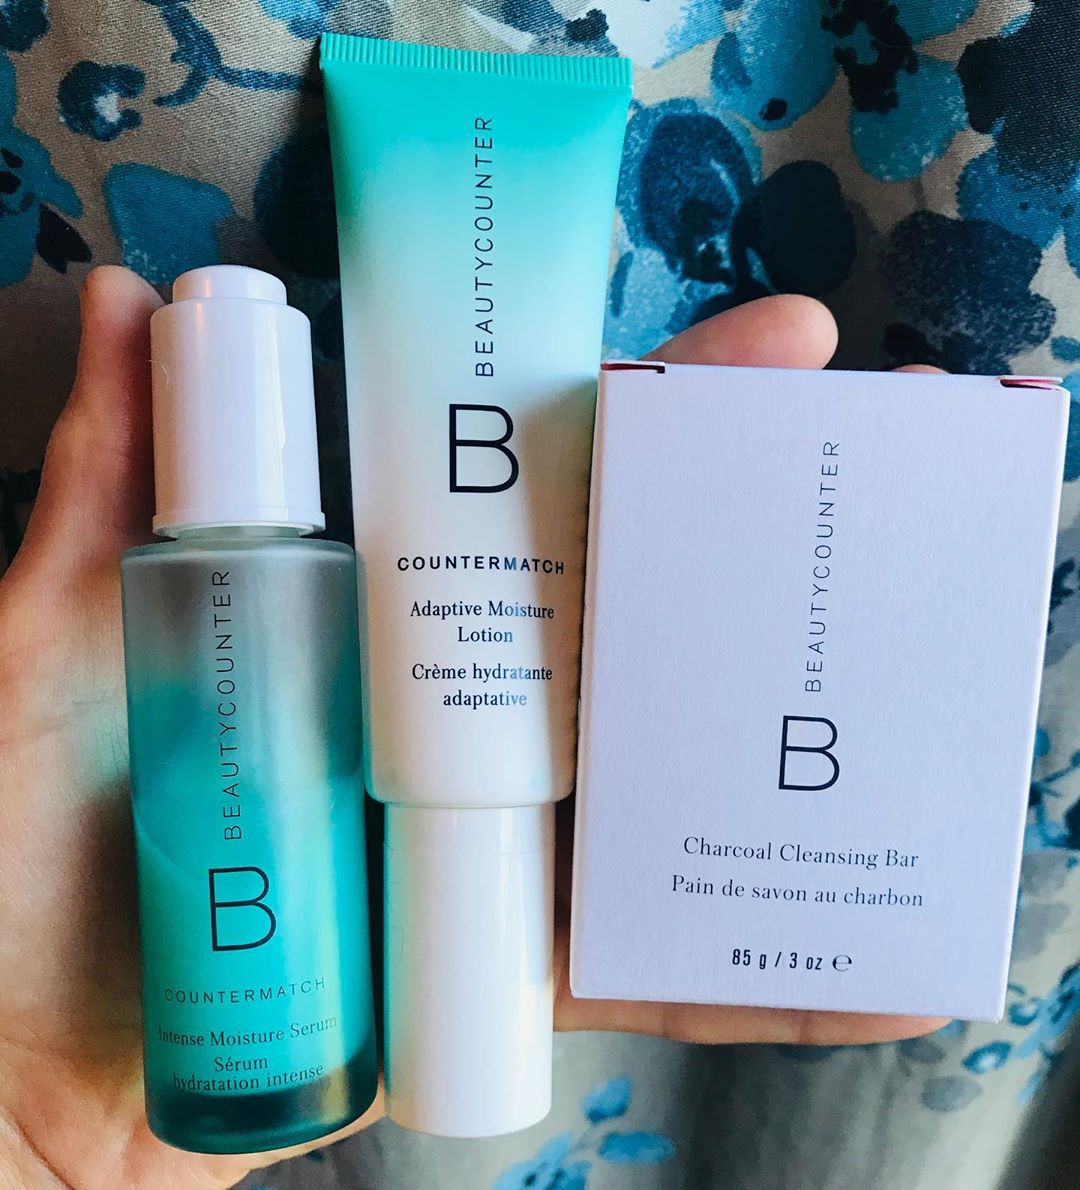 BEAUTYCOUNTER
B
COUNTERMATCH
Intense Moisture Serum
Sérum
hydratation intense
BEAUTYCOUNTER
B
COUNTERMATCH
Adaptive Moisture
Lotion
Crème hydratante
adaptative
BEAUTYCOUNTER
B
Charcoal Cleansing Bar
Pain de savon au charbon
85 g / 3 oz ℮